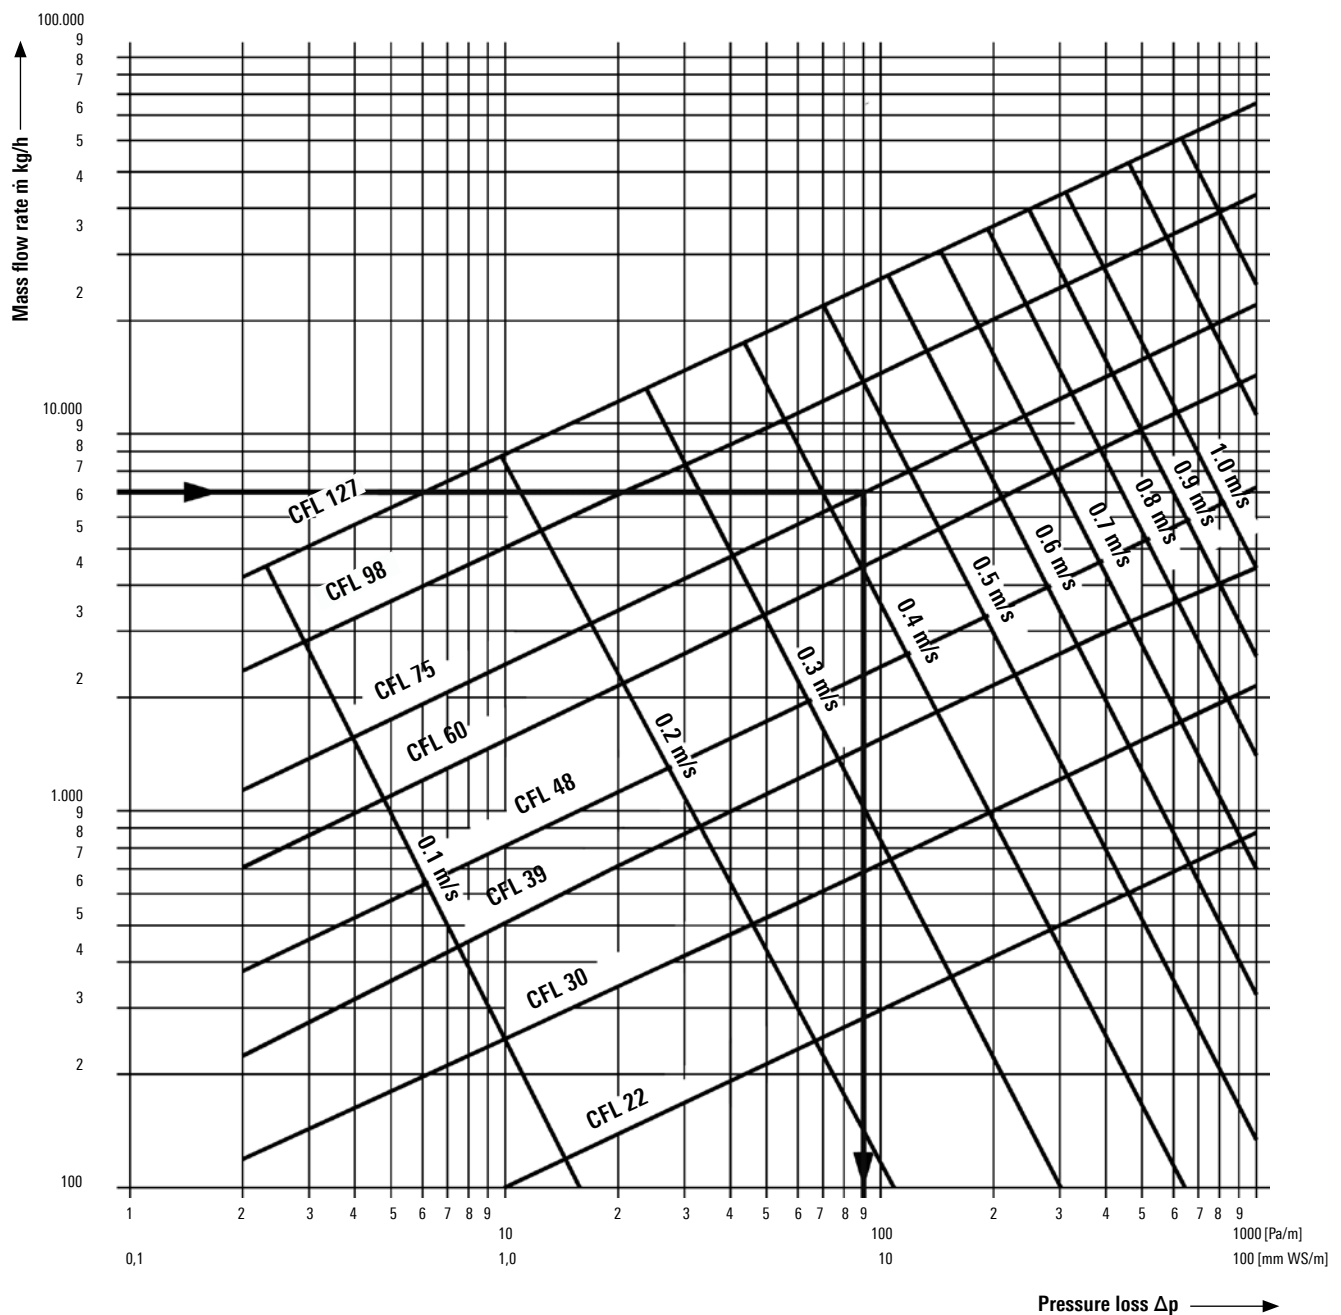 100.000
9
8
7
6
5
4
3
2
10.000
9
8
7
6
5
4
3
2
1.000
9
8
7
6
5
4
3
2
100
Mass flow rate ṁ kg/h
CFL 127
CFL 98
CFL 75
CFL 60
CFL 48
CFL 39
CFL 30
CFL 22
0.1 m/s
0.2 m/s
0.3 m/s
0.4 m/s
0.5 m/s
0.6 m/s
0.7 m/s
0.8 m/s
0.9 m/s
1.0 m/s
1 2 3 4 5 6 7 8 9 2 3 4 5 6 7 8 9 2 3 4 5 6 7 8 9
10 100 1000 [Pa/m]
0,1 1,0 10 100 [mm WS/m]
Pressure loss Δp